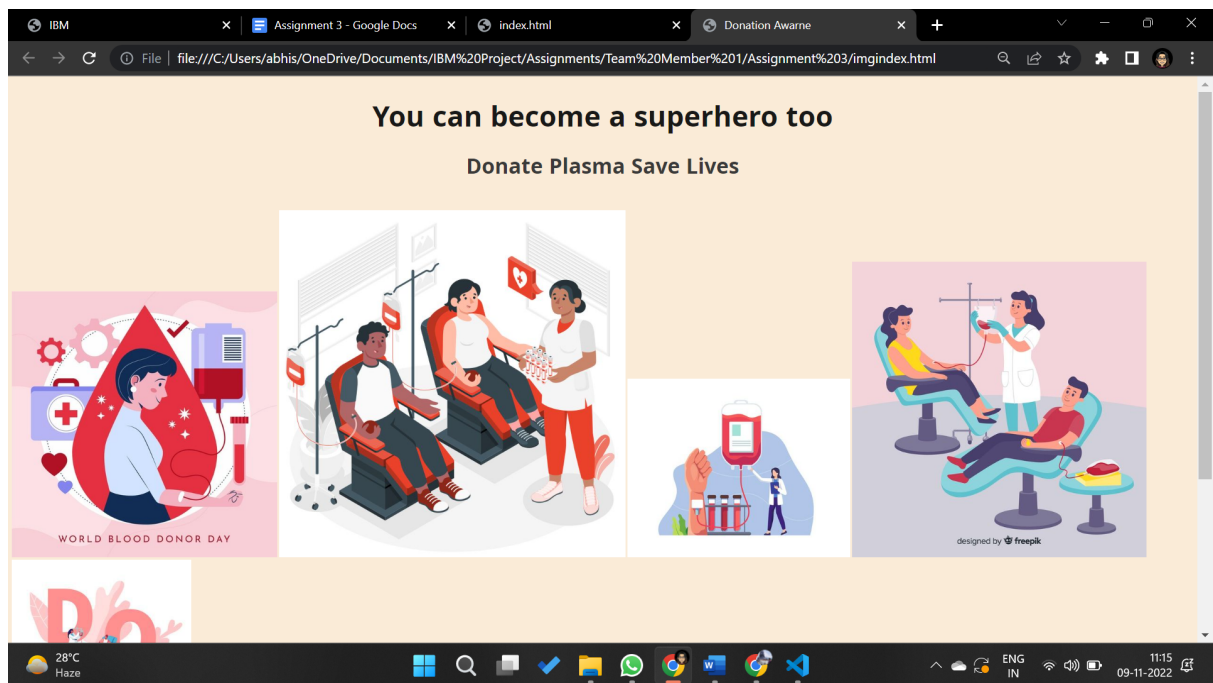 IBM
Assignment 3 - Google Docs
index.html
Donation Awarne
File
file:///C:/Users/abhis/OneDrive/Documents/IBM%20Project/Assignments/Team%20Member%201/Assignment%203/imgindex.html
You can become a superhero too
Donate Plasma Save Lives
WORLD BLOOD DONOR DAY
designed by freepik
DO
28°C
Haze
ENG
IN
11:15
09-11-2022